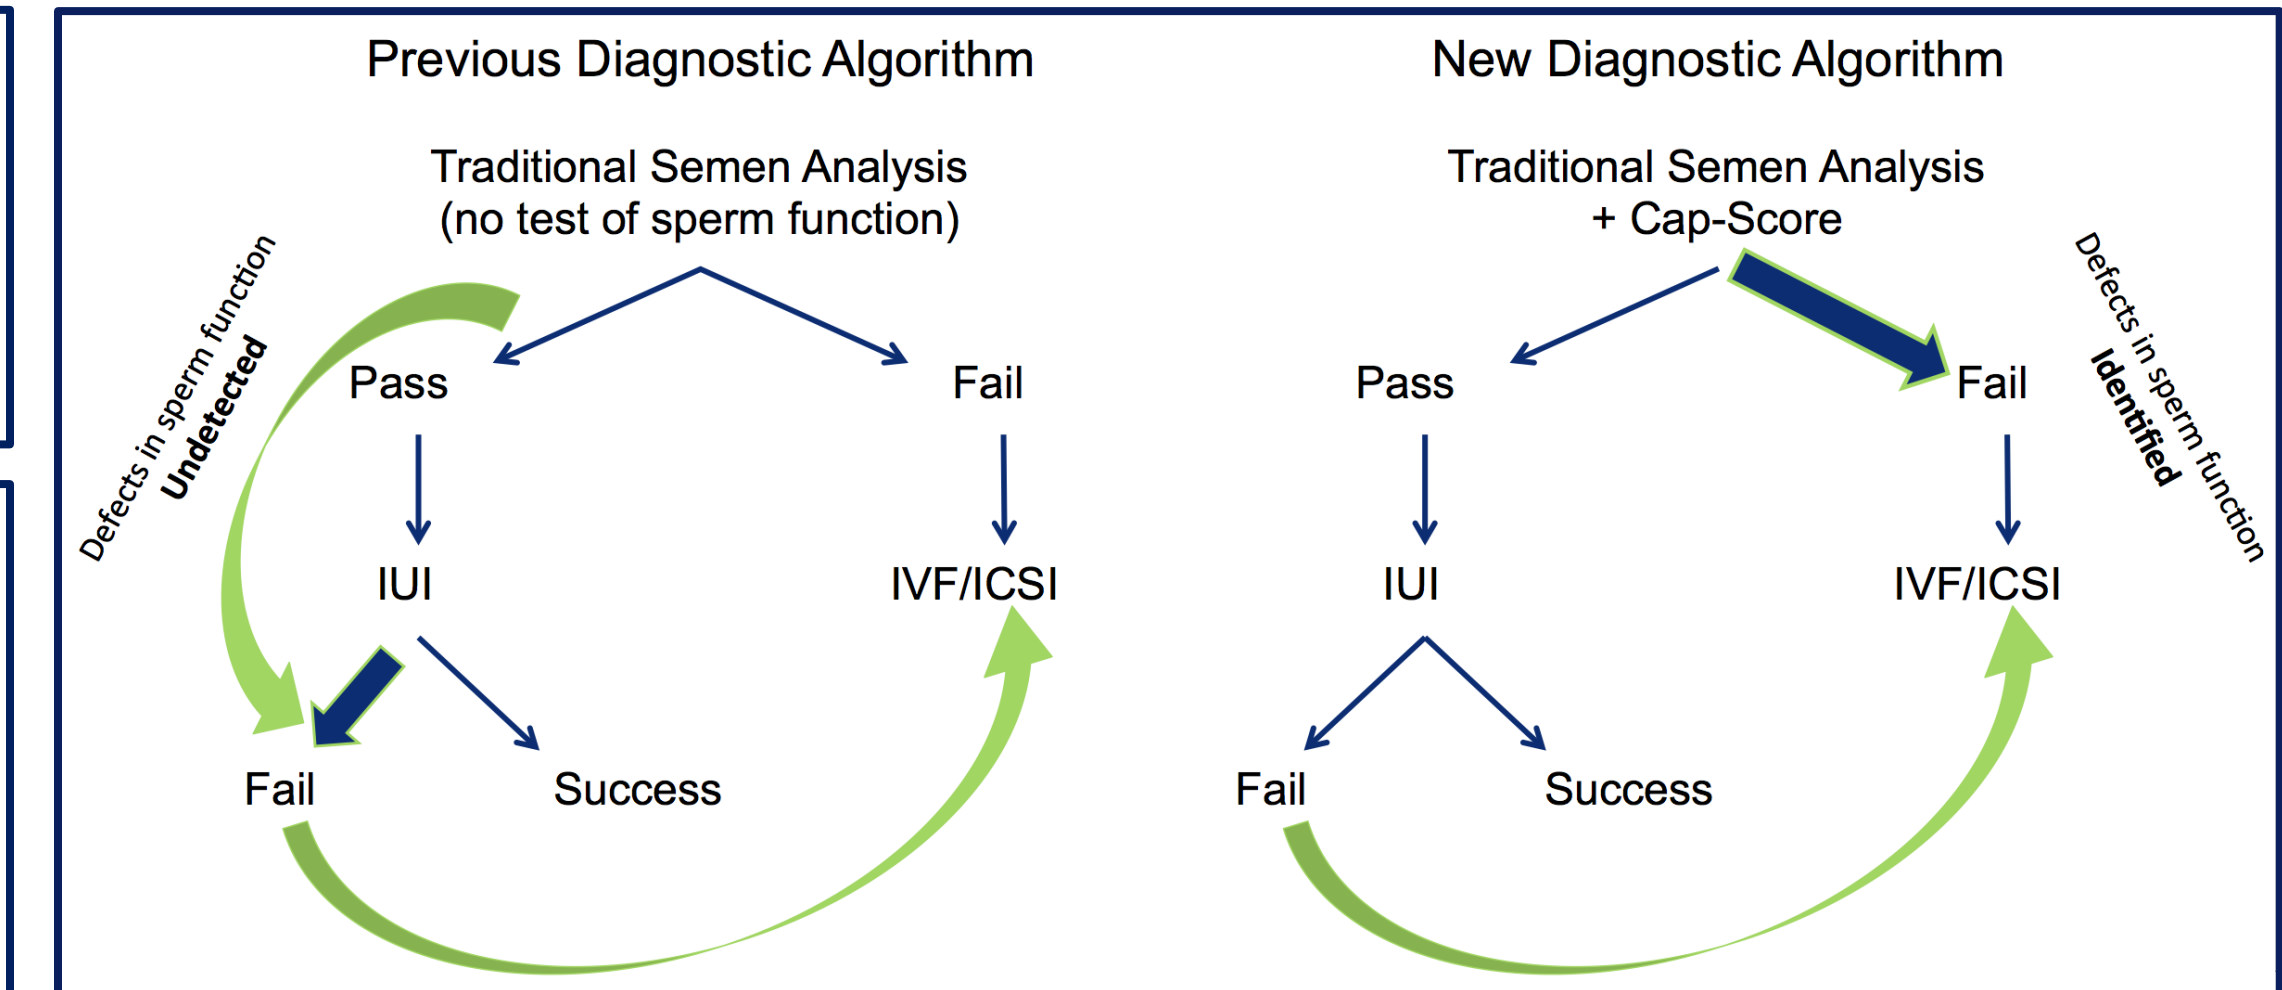 Previous Diagnostic Algorithm
Traditional Semen Analysis
(no test of sperm function)
Defects in sperm function
Undetected
Pass
Fail
IUI
IVF/ICSI
Fail
Success
New Diagnostic Algorithm
Traditional Semen Analysis
+ Cap-Score
Defects in sperm function
Identified
Pass
Fail
IUI
IVF/ICSI
Fail
Success